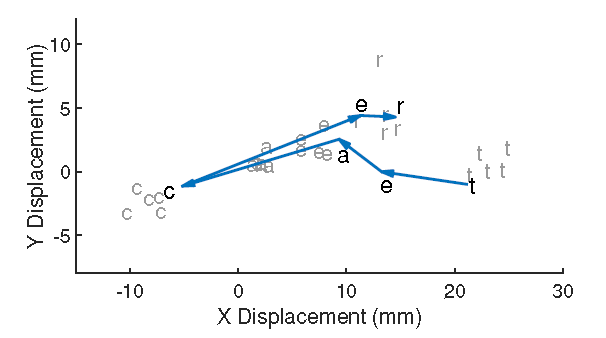 10
5
0
-5
Y Displacement (mm)
r
e r
e r r r
e a e a
e e e t t
a a a a t t t
c c c c t
c c e
-10 0 10 20 30
X Displacement (mm)